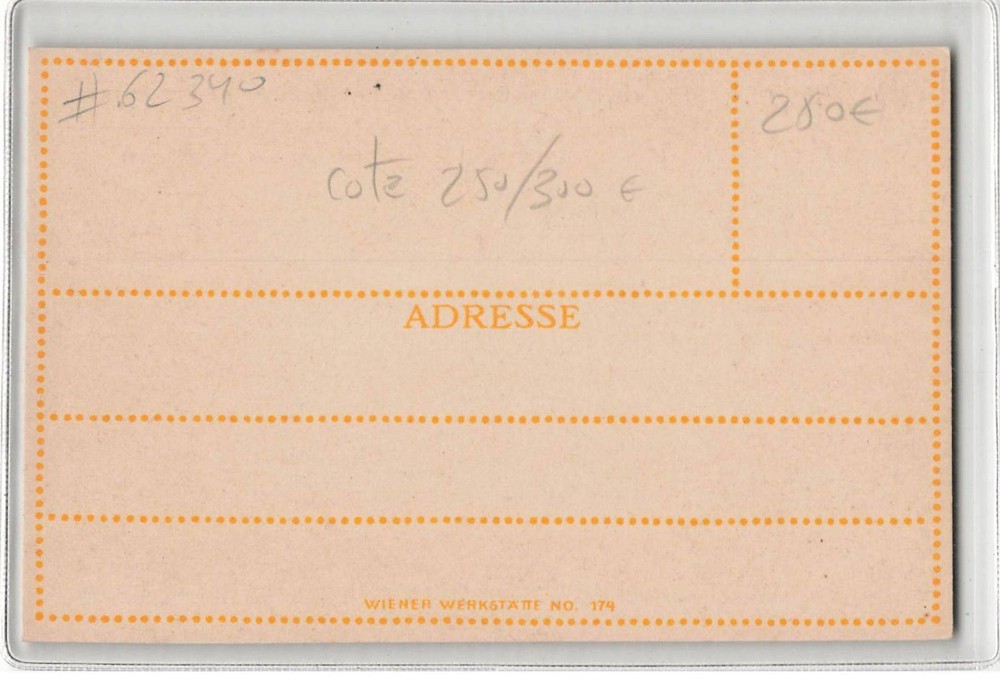 #62340
280€
cote 250/300 €
ADRESSE
WIENER WERKSTÄTTE NO. 174